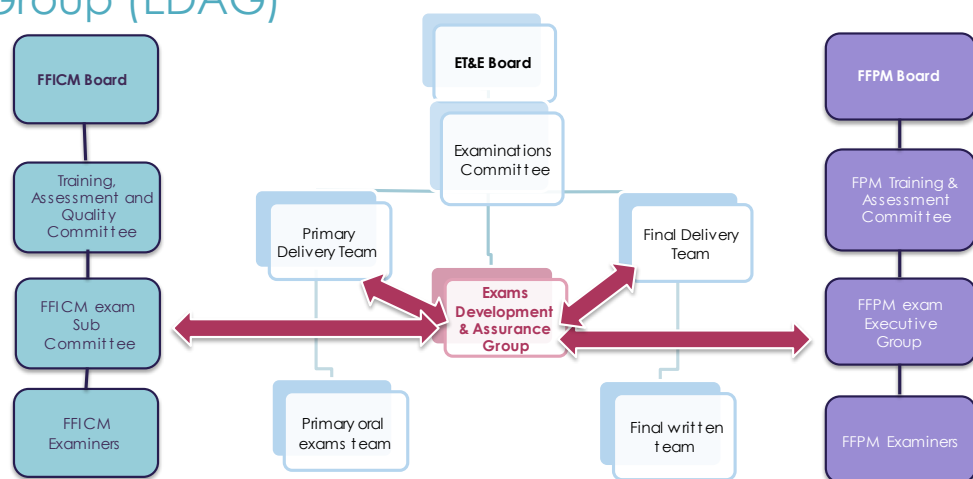 Group (EDAG)
FFICM Board
ET&E Board
FFPM Board
Examinations
Committee
Training,
Assessment and
Quality
Committee
FPM Training &
Assessment
Committee
Primary
Delivery Team
Final Delivery
Team
FFICM exam
Sub
Committee
Exams
Development
& Assurance
Group
FFPM exam
Executive
Group
FFICM
Examiners
Primary oral
exams team
Final written
team
FFPM Examiners